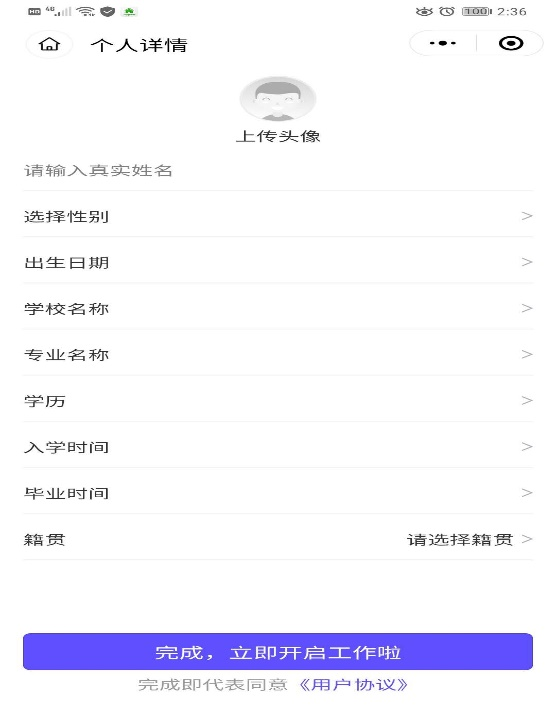 HD 46 100 2:36
个人详情
上传头像
请输入真实姓名
选择性别 >
出生日期 >
学校名称 >
专业名称 >
学历 >
入学时间 >
毕业时间 >
籍贯 请选择籍贯 >
完成，立即开启工作啦
完成即代表同意《用户协议》